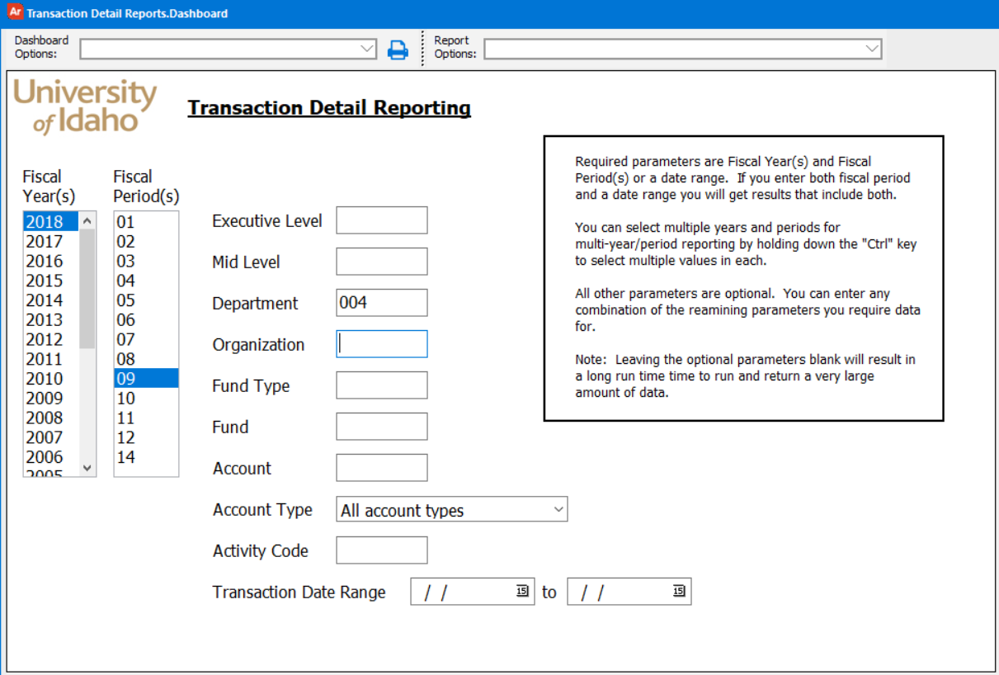 Ar Transaction Detail Reports.Dashboard
Dashboard
Options:
Report
Options:
University
of Idaho
Transaction Detail Reporting
Required parameters are Fiscal Year(s) and Fiscal
Period(s) or a date range.  If you enter both fiscal period
and a date range you will get results that include both.
You can select multiple years and periods for
multi-year/period reporting by holding down the "Ctrl" key
to select multiple values in each.
All other parameters are optional.  You can enter any
combination of the reamining parameters you require data
for.
Note:  Leaving the optional parameters blank will result in
a long run time time to run and return a very large
amount of data.
Fiscal
Year(s)
2018
2017
2016
2015
2014
2013
2012
2011
2010
2009
2008
2007
2006
2005
Fiscal
Period(s)
01
02
03
04
05
06
07
08
09
10
11
12
14
Executive Level
Mid Level
Department 004
Organization
Fund Type
Fund
Account
Account Type All account types
Activity Code
Transaction Date Range / / 15 to / / 15